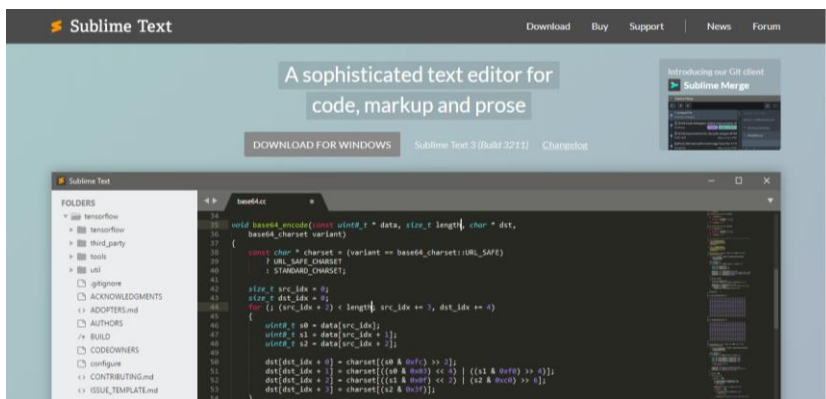 Sublime Text
Download Buy Support News Forum
A sophisticated text editor for
code, markup and prose
Introducing our Git client
Sublime Merge
DOWNLOAD FOR WINDOWS Sublime Text 3 (Build 3211) Changelog
Sublime Text
FOLDERS
tensorflow
tensorflow
third_party
tools
util
.gitignore
ACKNOWLEDGMENTS
ADOPTERS.md
AUTHORS
/* BUILD
CODEOWNERS
configure
CONTRIBUTING.md
ISSUE_TEMPLATE.md
base64.cc
34
35 void base64_encode(const uint8_t * data, size_t length, char * dst,
36 base64_charset variant)
37 {
38 const char * charset = (variant == base64_charset::URL_SAFE)
39 ? URL_SAFE_CHARSET
40 : STANDARD_CHARSET;
41
42 size_t src_idx = 0;
43 size_t dst_idx = 0;
44 for (; (src_idx + 2) < length; src_idx += 3, dst_idx += 4)
45 {
46 uint8_t s0 = data[src_idx];
47 uint8_t s1 = data[src_idx + 1];
48 uint8_t s2 = data[src_idx + 2];
49
50 dst[dst_idx + 0] = charset[(s0 & 0xfc) >> 2];
51 dst[dst_idx + 1] = charset[((s0 & 0x03) << 4) | ((s1 & 0xf0) >> 4)];
52 dst[dst_idx + 2] = charset[((s1 & 0x0f) << 2) | (s2 & 0xc0) >> 6];
53 dst[dst_idx + 3] = charset[(s2 & 0x3f)];